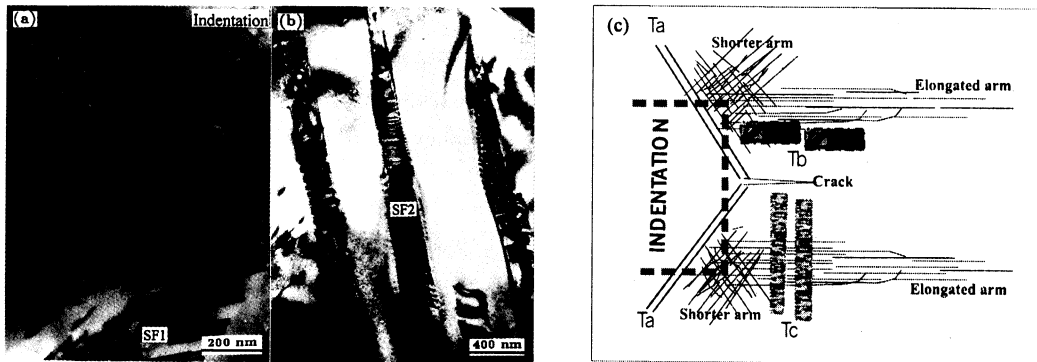 (a)
Indentation
SF1
200 nm
(b)
SF2
400 nm
(c)
Ta
Shorter arm
Elongated arm
INDENTATION
Tb
Crack
Elongated arm
Ta
Shorter arm
Tc